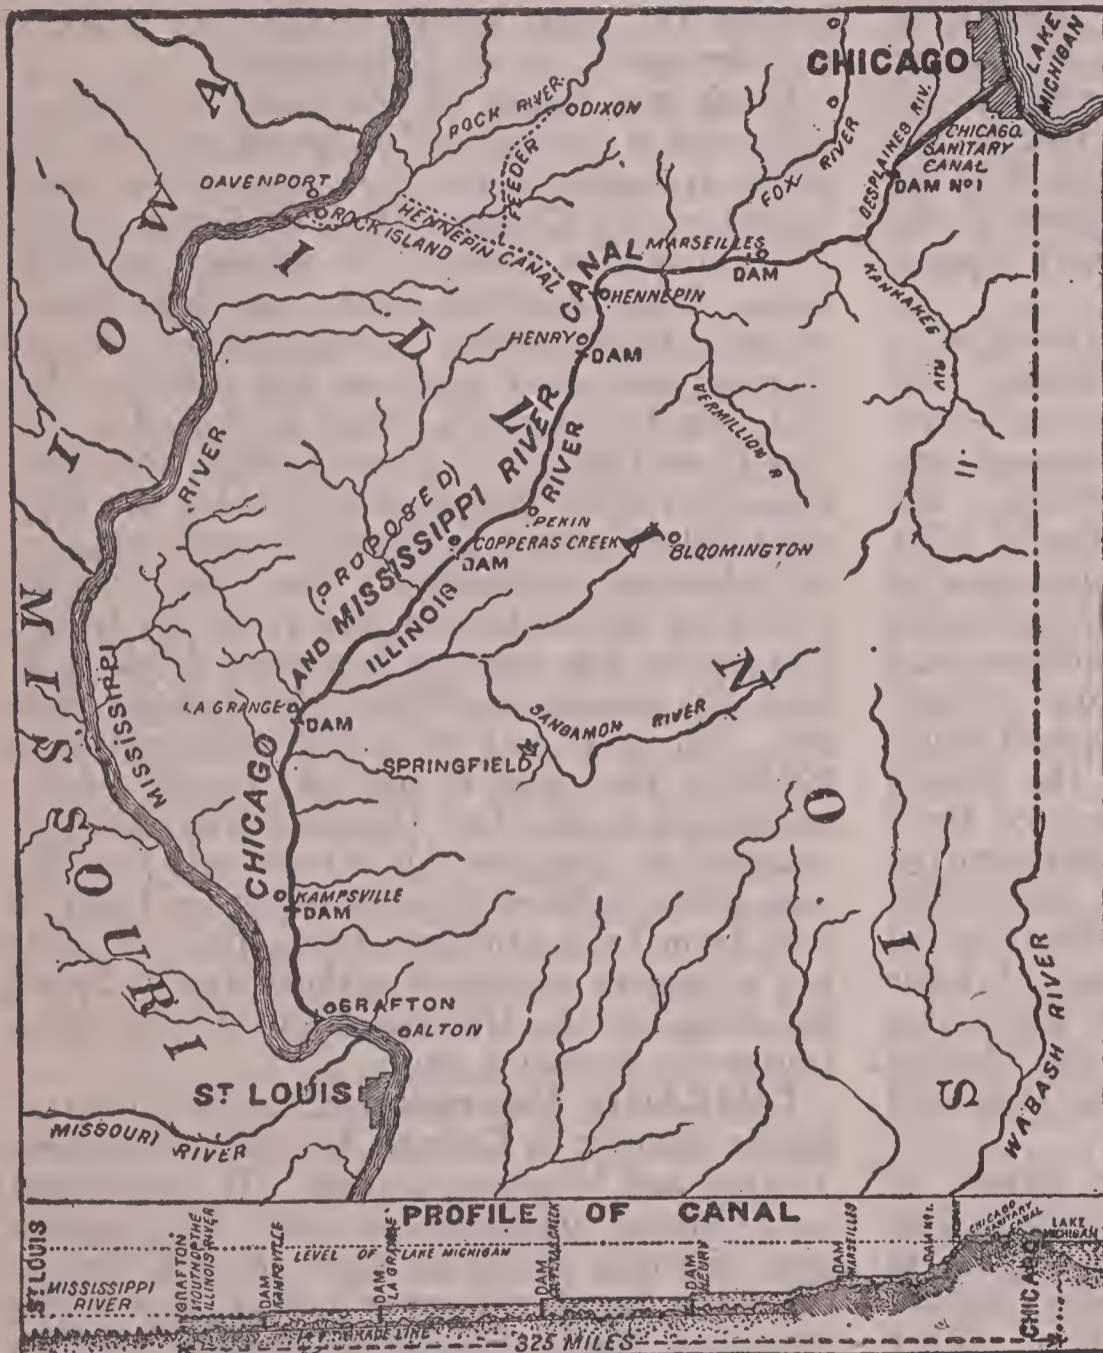 CHICAGO
LAKE MICHIGAN
CHICAGO SANITARY CANAL
DESPLAINES RIV.
DAM No 1
FOX RIVER
ROCK RIVER
DIXON
FEEDER
HENNEPIN CANAL
DAVENPORT
ROCK ISLAND
IOWA
MARSEILLES
DAM
KANKAKEE RIV
HENNEPIN
HENRY
DAM
VERMILLION R
CHICAGO AND MISSISSIPPI RIVER CANAL
(PROPOSED)
ILLINOIS RIVER
PEKIN
COPPERAS CREEK
DAM
BLOOMINGTON
ILLINOIS
MISSISSIPPI RIVER
MISSISSIPPI
LA GRANGE
DAM
SANGAMON RIVER
SPRINGFIELD
MISSOURI
KAMPSVILLE
DAM
GRAFTON
ALTON
ST LOUIS
MISSOURI RIVER
WABASH RIVER
PROFILE OF CANAL
ST LOUIS
MISSISSIPPI RIVER
GRAFTON
MOUTH OF THE
ILLINOIS RIVER
DAM
KAMPSVILLE
LEVEL OF LAKE MICHIGAN
DAM
LA GRANGE
DAM
COPPERAS CREEK
DAM
HENRY
DAM
MARSEILLES
DAM No 1.
CHICAGO SANITARY CANAL
LAKE MICHIGAN
CHICAGO
GRADE LINE
325 MILES